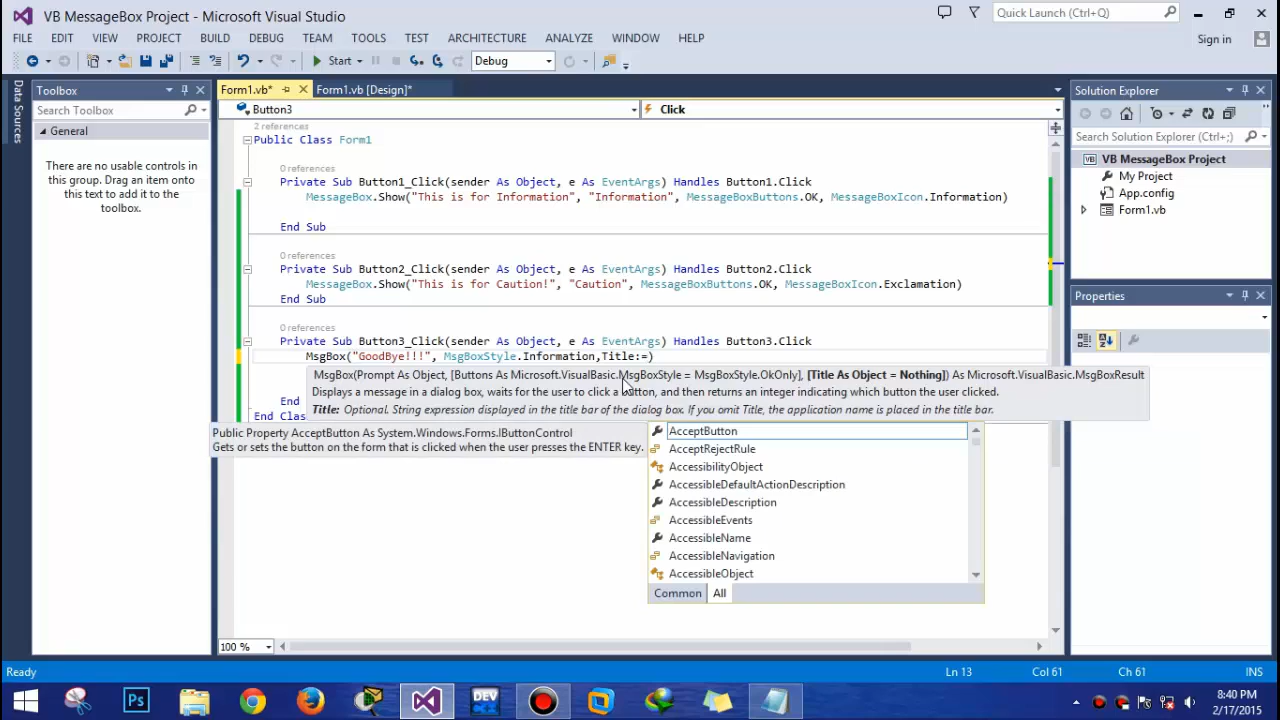 VB MessageBox Project - Microsoft Visual Studio
Quick Launch (Ctrl+Q)
FILE EDIT VIEW PROJECT BUILD DEBUG TEAM TOOLS TEST ARCHITECTURE ANALYZE WINDOW HELP
Sign in
Start Debug
Data Sources
Toolbox
Search Toolbox
General
There are no usable controls in
this group. Drag an item onto
this text to add it to the
toolbox.
Form1.vb* Form1.vb [Design]*
Button3 Click
2 references
Public Class Form1
0 references
Private Sub Button1_Click(sender As Object, e As EventArgs) Handles Button1.Click
MessageBox.Show("This is for Information", "Information", MessageBoxButtons.OK, MessageBoxIcon.Information)
End Sub
0 references
Private Sub Button2_Click(sender As Object, e As EventArgs) Handles Button2.Click
MessageBox.Show("This is for Caution!", "Caution", MessageBoxButtons.OK, MessageBoxIcon.Exclamation)
End Sub
0 references
Private Sub Button3_Click(sender As Object, e As EventArgs) Handles Button3.Click
MsgBox("GoodBye!!!", MsgBoxStyle.Information,Title:=)
MsgBox(Prompt As Object, [Buttons As Microsoft.VisualBasic.MsgBoxStyle = MsgBoxStyle.OkOnly], [Title As Object = Nothing]) As Microsoft.VisualBasic.MsgBoxResult
Displays a message in a dialog box, waits for the user to click a button, and then returns an integer indicating which button the user clicked.
Title: Optional. String expression displayed in the title bar of the dialog box. If you omit Title, the application name is placed in the title bar.
End
End Clas
Public Property AcceptButton As System.Windows.Forms.IButtonControl
Gets or sets the button on the form that is clicked when the user presses the ENTER key.
AcceptButton
AcceptRejectRule
AccessibilityObject
AccessibleDefaultActionDescription
AccessibleDescription
AccessibleEvents
AccessibleName
AccessibleNavigation
AccessibleObject
Common All
100 %
Solution Explorer
Search Solution Explorer (Ctrl+;)
VB MessageBox Project
My Project
App.config
Form1.vb
Properties
Ready Ln 13 Col 61 Ch 61 INS
Ps
DEV
8:40 PM
2/17/2015